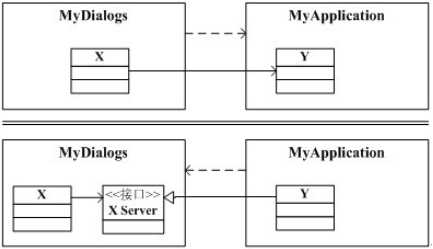 MyDialogs
MyApplication
X
Y
MyDialogs
MyApplication
X
<<接口>>
X Server
Y